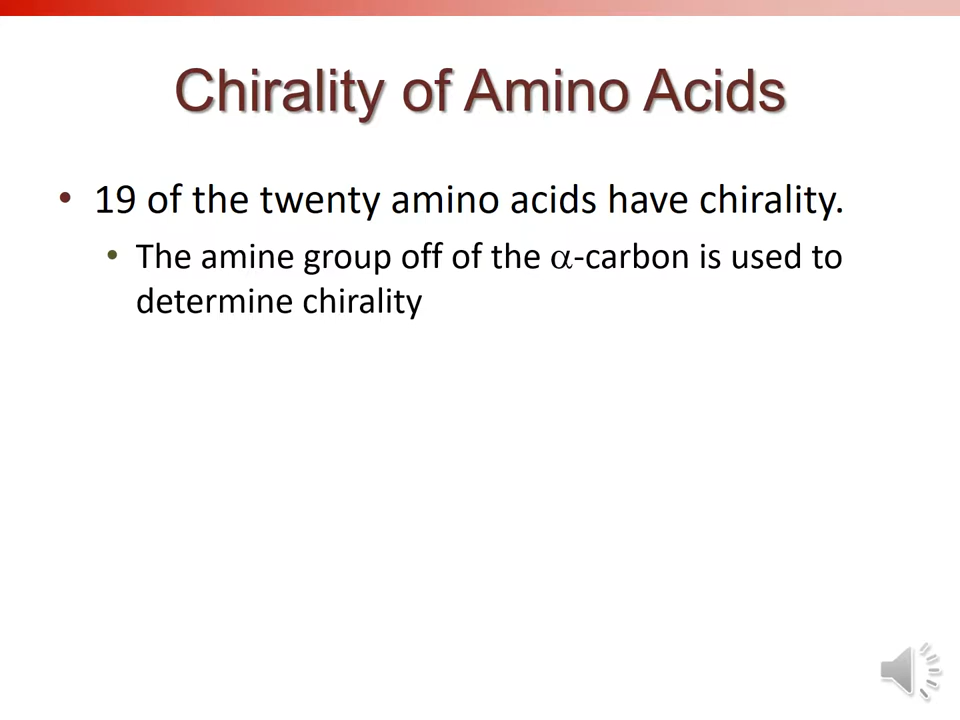 Chirality of Amino Acids
• 19 of the twenty amino acids have chirality.
• The amine group off of the α-carbon is used to
determine chirality